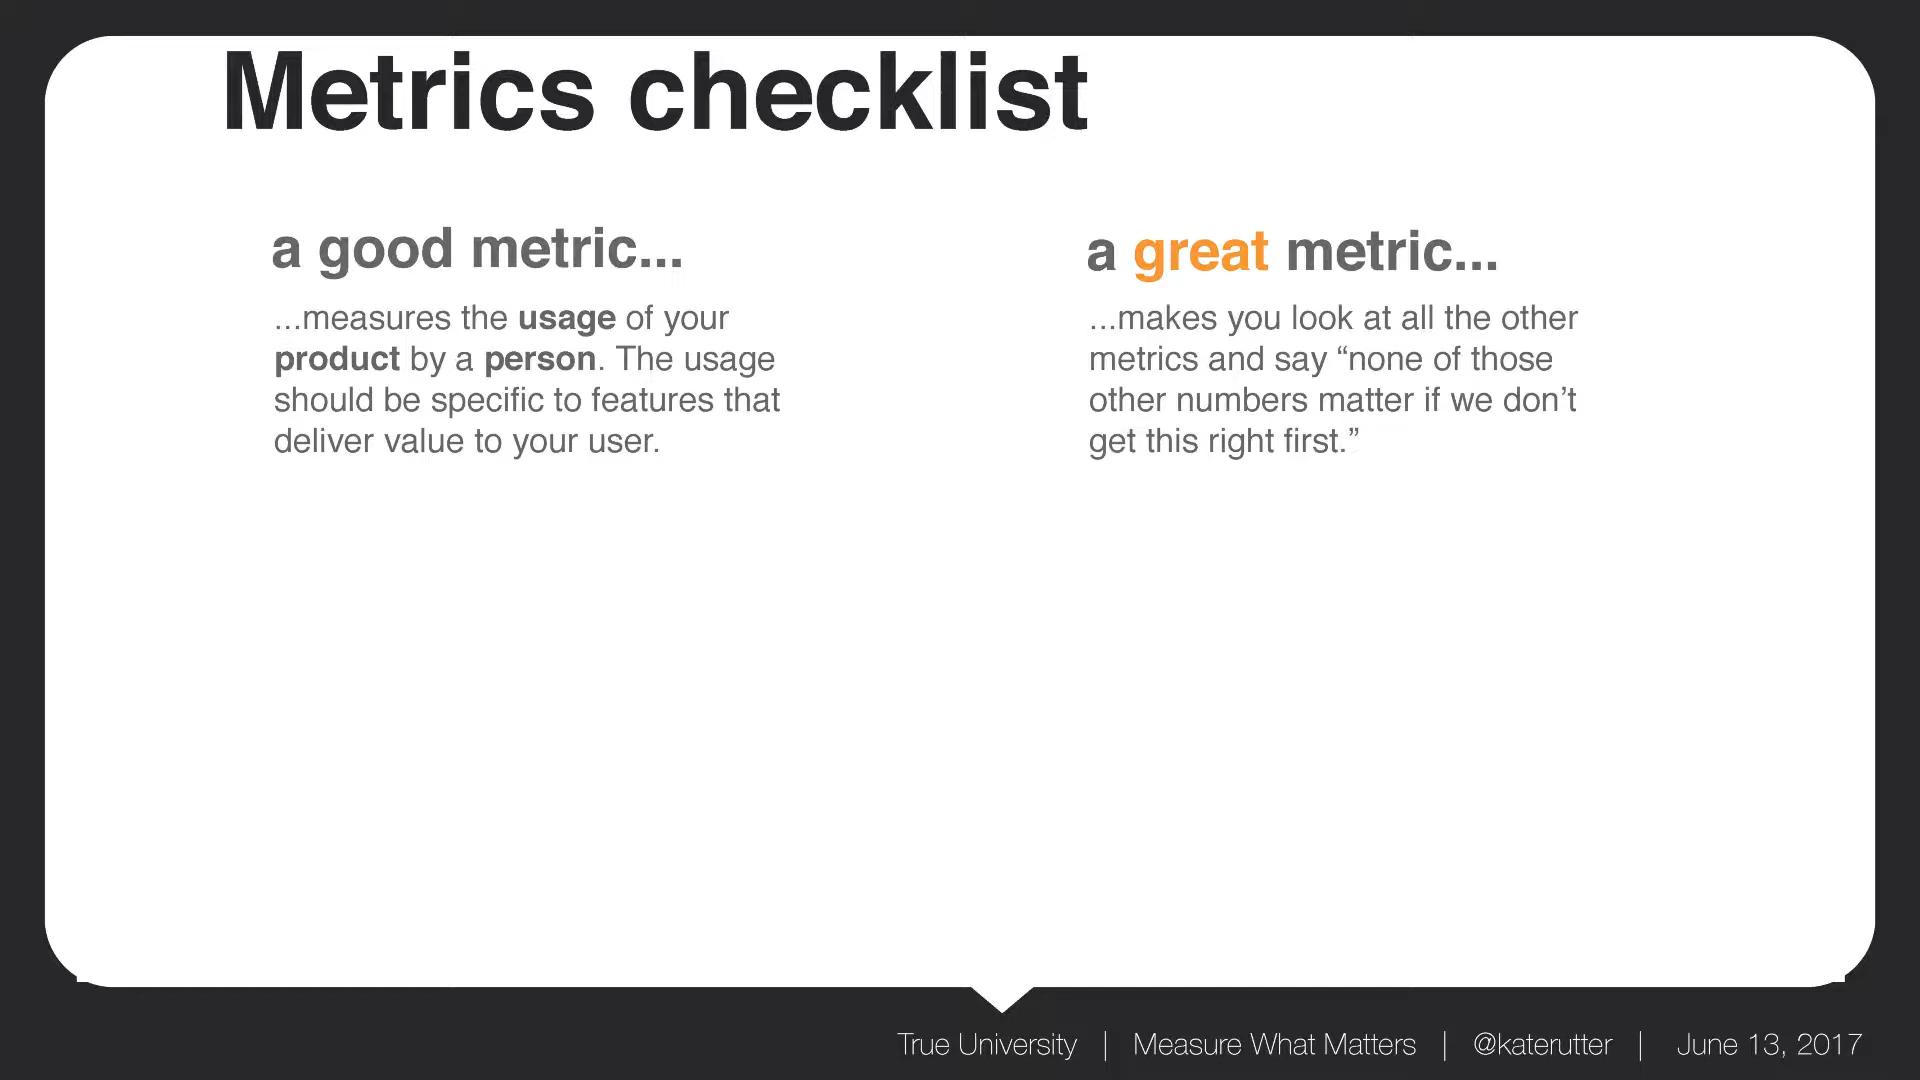 Metrics checklist
a good metric...
...measures the usage of your
product by a person. The usage
should be specific to features that
deliver value to your user.
a great metric...
...makes you look at all the other
metrics and say “none of those
other numbers matter if we don’t
get this right first.”
True University | Measure What Matters | @katerutter | June 13, 2017